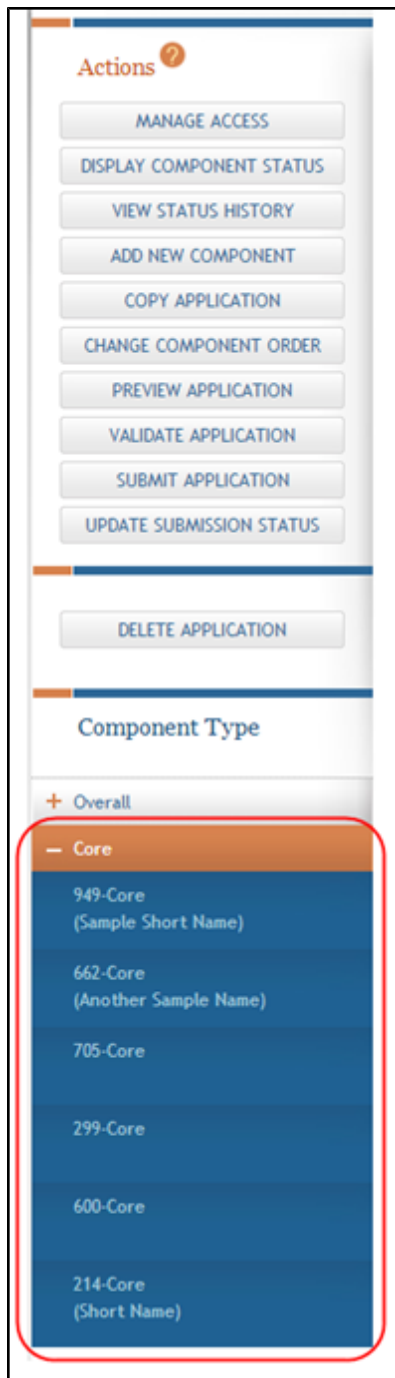 Actions ?
MANAGE ACCESS
DISPLAY COMPONENT STATUS
VIEW STATUS HISTORY
ADD NEW COMPONENT
COPY APPLICATION
CHANGE COMPONENT ORDER
PREVIEW APPLICATION
VALIDATE APPLICATION
SUBMIT APPLICATION
UPDATE SUBMISSION STATUS
DELETE APPLICATION
Component Type
+ Overall
− Core
949-Core
(Sample Short Name)
662-Core
(Another Sample Name)
705-Core
299-Core
600-Core
214-Core
(Short Name)